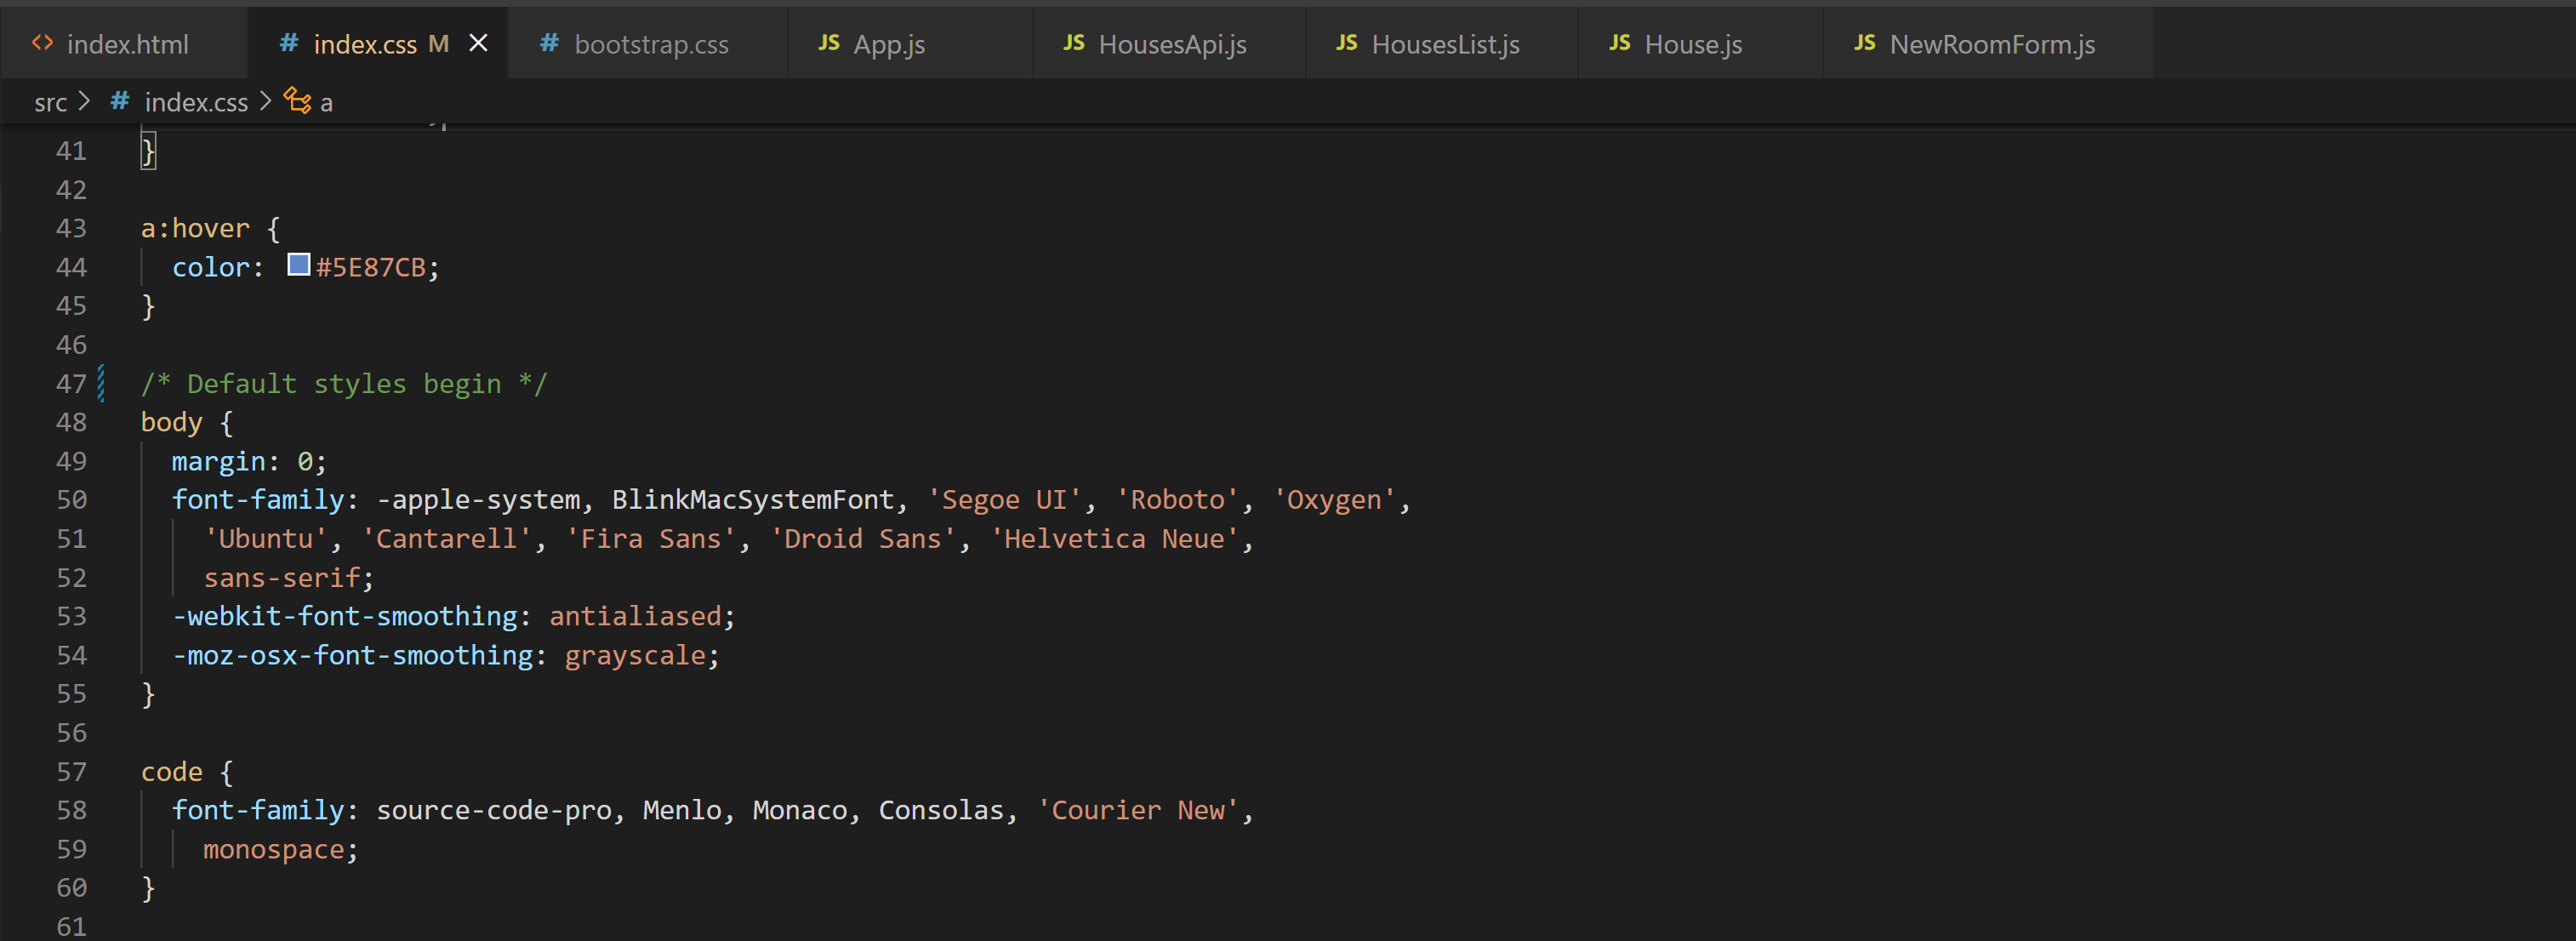 <> index.html # index.css M # bootstrap.css JS App.js JS HousesApi.js JS HousesList.js JS House.js JS NewRoomForm.js
src > # index.css > a
41 }
42
43 a:hover {
44 color: #5E87CB;
45 }
46
47 /* Default styles begin */
48 body {
49 margin: 0;
50 font-family: -apple-system, BlinkMacSystemFont, 'Segoe UI', 'Roboto', 'Oxygen',
51 'Ubuntu', 'Cantarell', 'Fira Sans', 'Droid Sans', 'Helvetica Neue',
52 sans-serif;
53 -webkit-font-smoothing: antialiased;
54 -moz-osx-font-smoothing: grayscale;
55 }
56
57 code {
58 font-family: source-code-pro, Menlo, Monaco, Consolas, 'Courier New',
59 monospace;
60 }
61